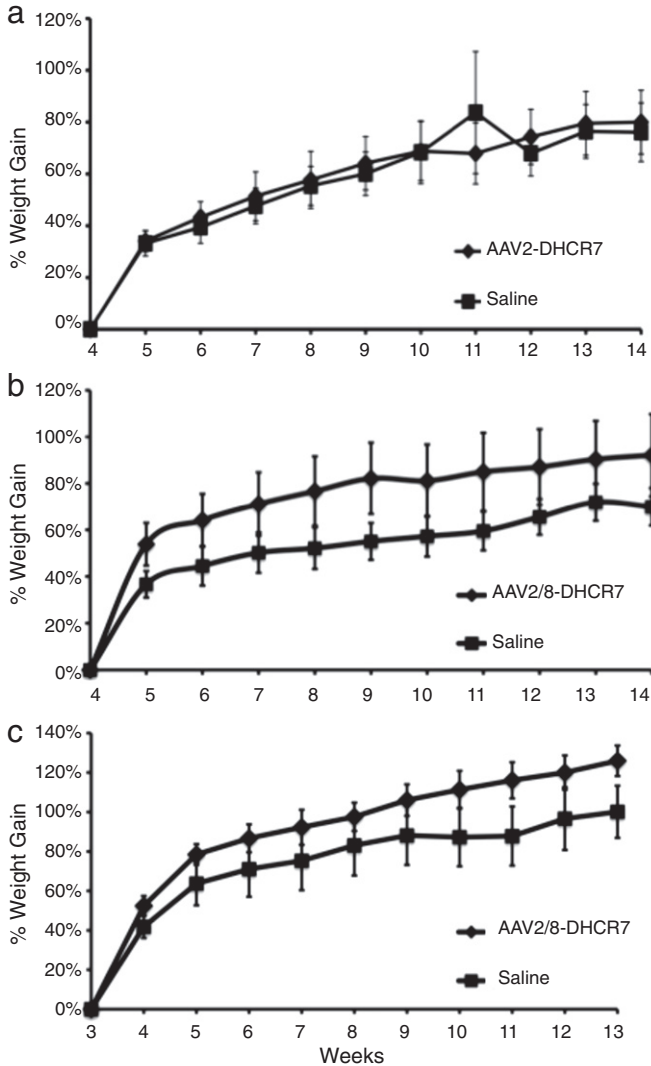 a
120%
100%
80%
60%
40%
20%
0%
% Weight Gain
AAV2-DHCR7
Saline
4 5 6 7 8 9 10 11 12 13 14
b
120%
100%
80%
60%
40%
20%
0%
% Weight Gain
AAV2/8-DHCR7
Saline
4 5 6 7 8 9 10 11 12 13 14
c
140%
120%
100%
80%
60%
40%
20%
0%
% Weight Gain
AAV2/8-DHCR7
Saline
3 4 5 6 7 8 9 10 11 12 13
Weeks